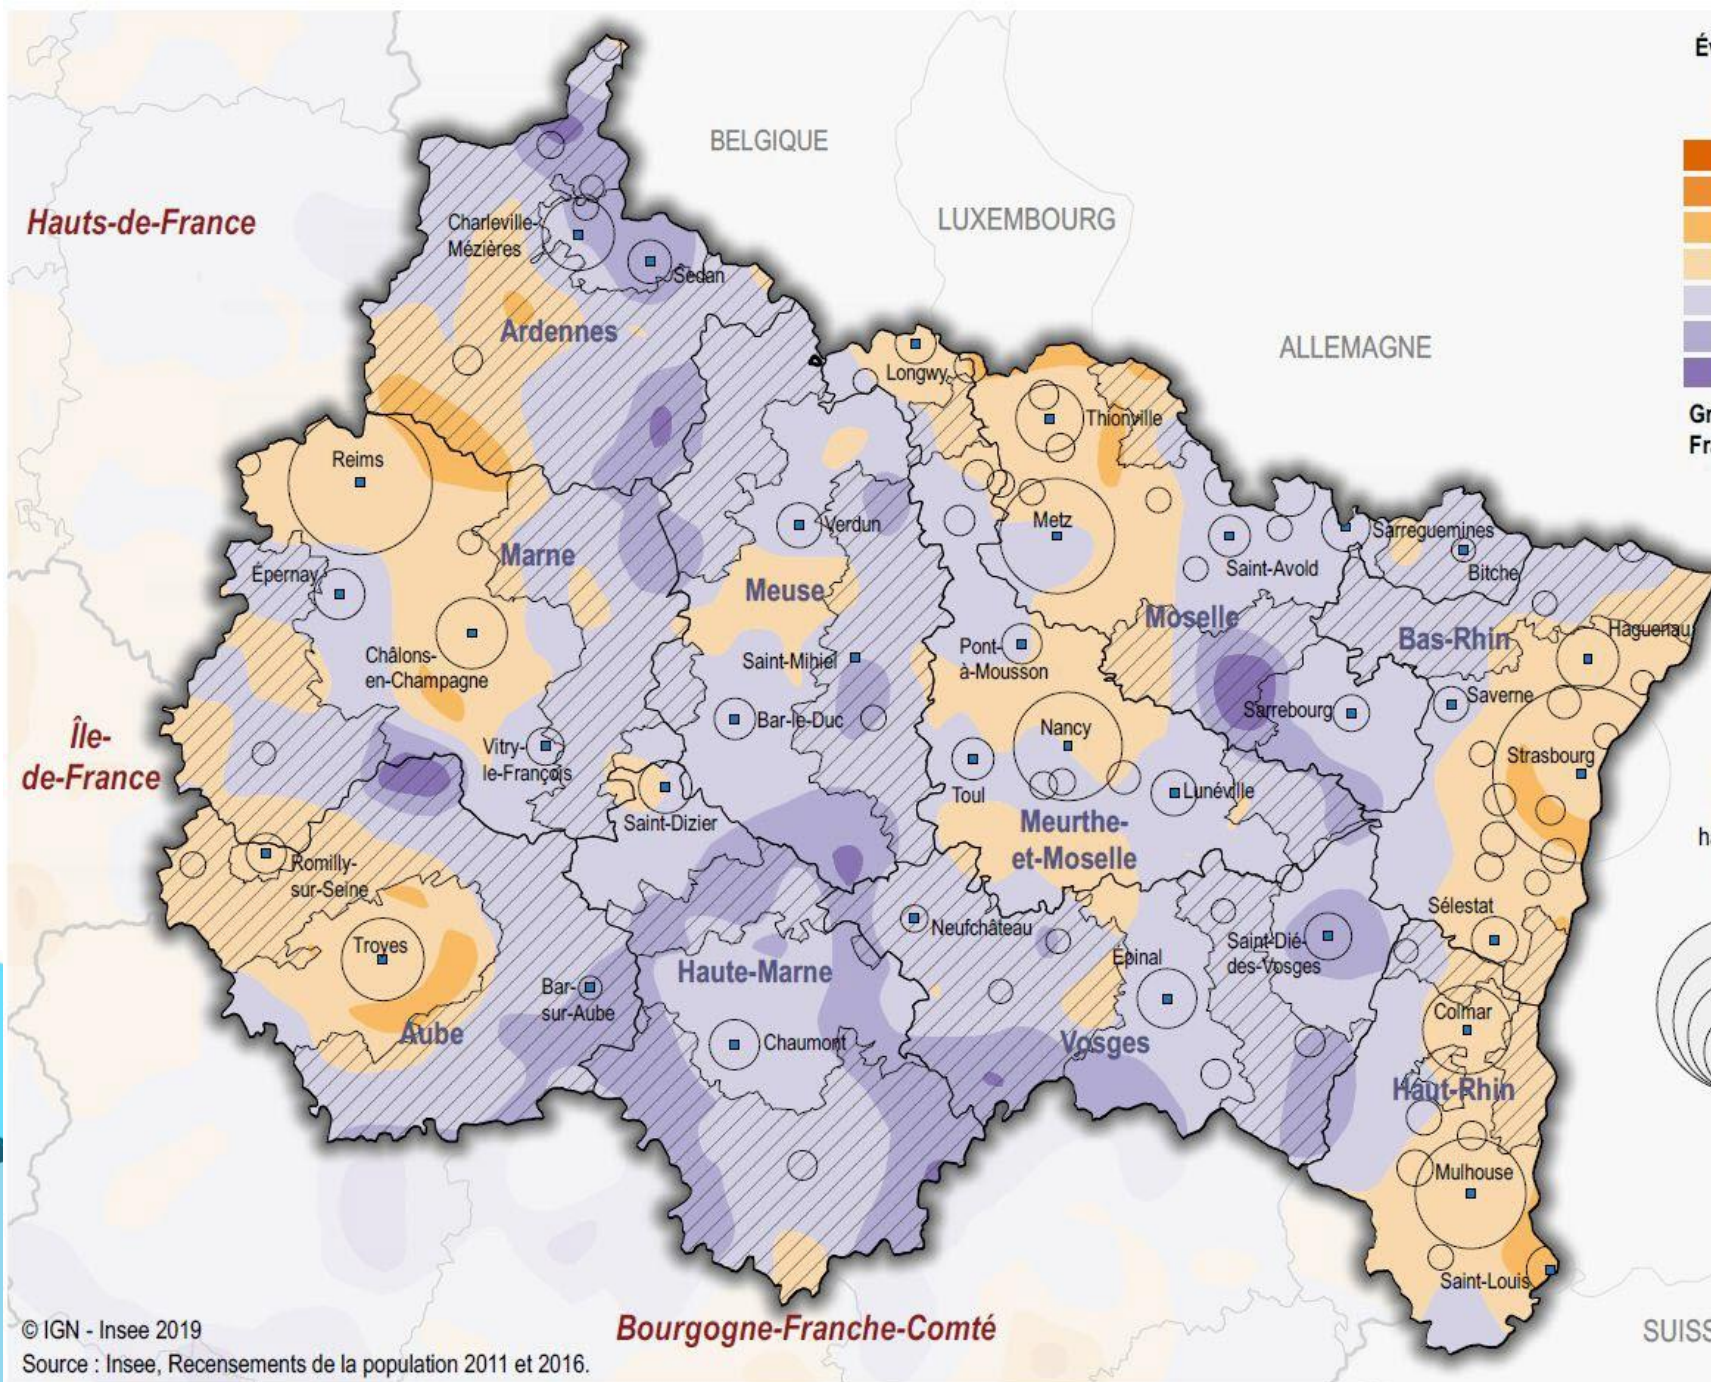 Év
BELGIQUE
Hauts-de-France
LUXEMBOURG
Charleville-
Mézières
Sedan
Ardennes
ALLEMAGNE
Longwy
Thionville
Gr
Fra
Reims
Metz
Verdun
Sarreguemines
Marne
Épernay
Saint-Avold
Bitche
Meuse
Moselle
Bas-Rhin
Haguenau
Châlons-
en-Champagne
Saint-Mihiel
Pont-
à-Mousson
Saverne
Sarrebourg
Île-
de-France
Bar-le-Duc
Nancy
Strasbourg
Vitry-
le-François
Toul
Lunéville
Saint-Dizier
Meurthe-
et-Moselle
ha
Romilly-
sur-Seine
Sélestat
Neufchâteau
Troyes
Saint-Dié-
des-Vosges
Épinal
Haute-Marne
Bar-
sur-Aube
Colmar
Aube
Chaumont
Vosges
Haut-Rhin
Mulhouse
Saint-Louis
© IGN - Insee 2019
Bourgogne-Franche-Comté
SUISS
Source : Insee, Recensements de la population 2011 et 2016.